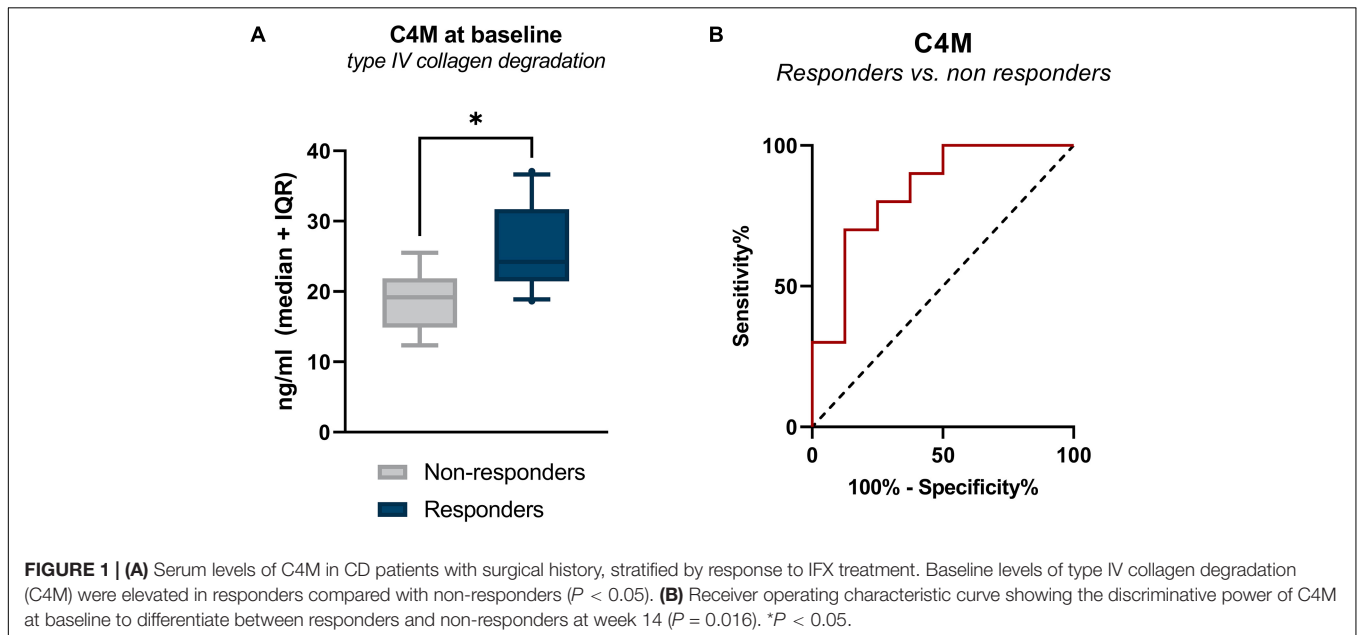 A
C4M at baseline
type IV collagen degradation
*
ng/ml (median + IQR)
40
30
20
10
0
Non-responders
Responders
B
C4M
Responders vs. non responders
Sensitivity%
100
50
0
0 50 100
100% - Specificity%
FIGURE 1 | (A) Serum levels of C4M in CD patients with surgical history, stratified by response to IFX treatment. Baseline levels of type IV collagen degradation
(C4M) were elevated in responders compared with non-responders (P < 0.05). (B) Receiver operating characteristic curve showing the discriminative power of C4M
at baseline to differentiate between responders and non-responders at week 14 (P = 0.016). *P < 0.05.